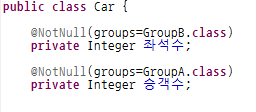 public class Car {
@NotNull(groups=GroupB.class)
private Integer 좌석수;
@NotNull(groups=GroupA.class)
private Integer 승객수;